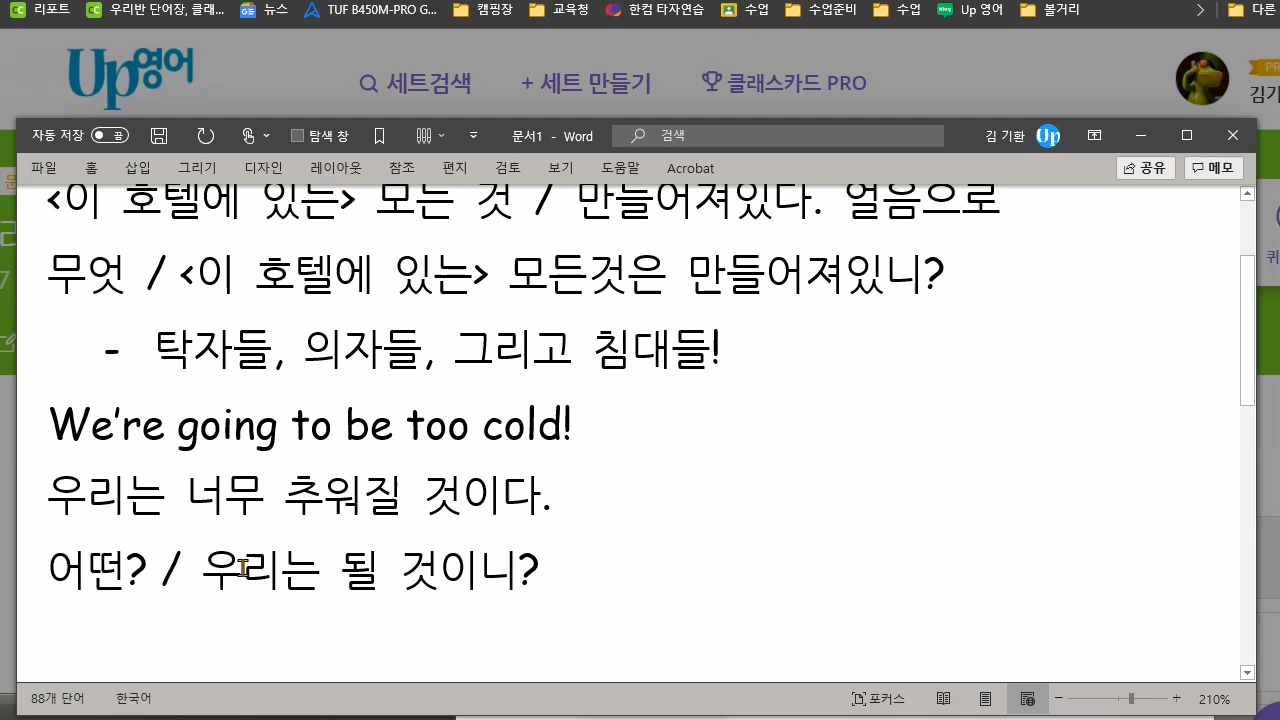 리포트 우리반 단어장, 클래... 뉴스 TUF B450M-PRO G... 캠핑장 교육청 한컴 타자연습 수업 수업준비 수업 Up 영어 볼거리 다른
Up영어 세트검색 + 세트 만들기 클래스카드 PRO
자동 저장 끔 탐색 창 문서1 - Word 검색 김 기환 Up
파일 홈 삽입 그리기 디자인 레이아웃 참조 편지 검토 보기 도움말 Acrobat 공유 메모
<이 호텔에 있는> 모든 것 / 만들어져있다. 얼음으로
무엇 / <이 호텔에 있는> 모든것은 만들어져있니?
- 탁자들, 의자들, 그리고 침대들!
We're going to be too cold!
우리는 너무 추워질 것이다.
어떤? / 우리는 될 것이니?
88개 단어 한국어 포커스 210%